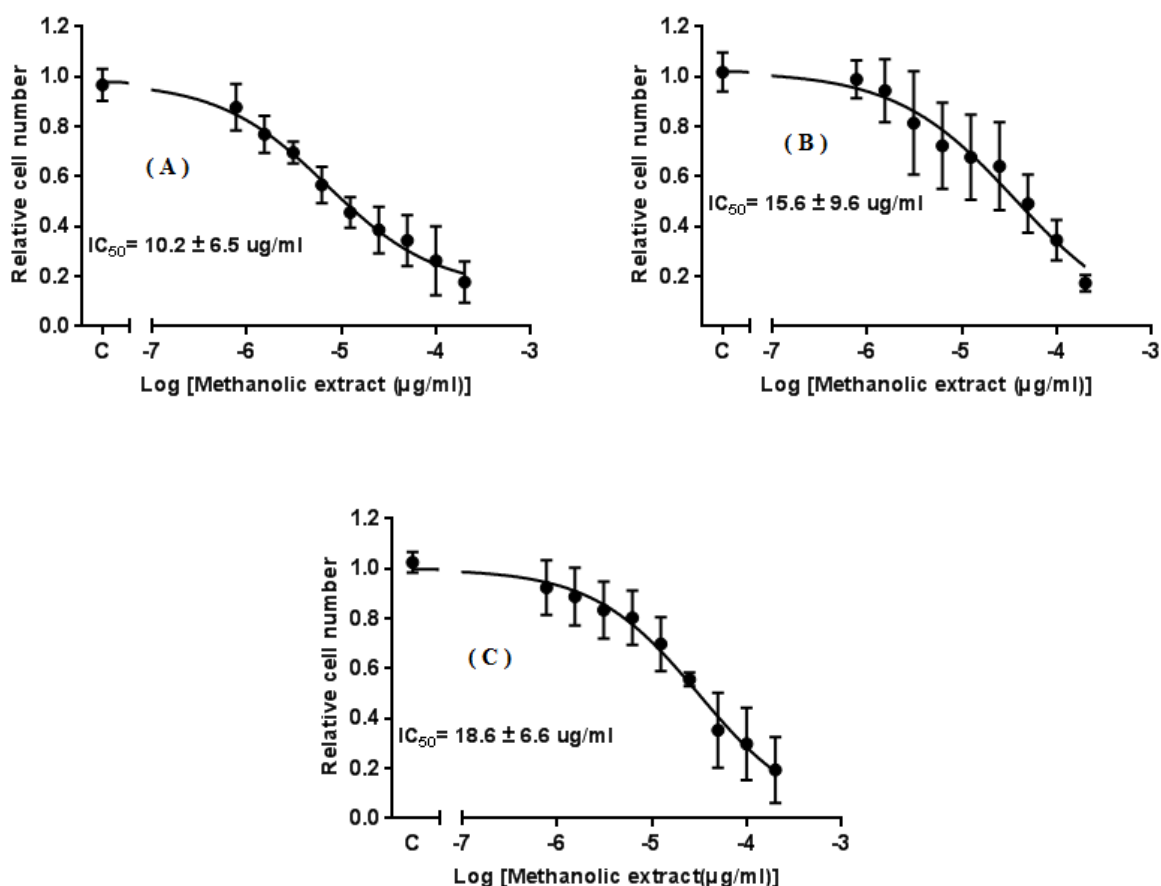 1.2
1.0
0.8
0.6
0.4
0.2
0.0
Relative cell number
( A )
IC50= 10.2 ± 6.5 ug/ml
C -7 -6 -5 -4 -3
Log [Methanolic extract (µg/ml)]
1.2
1.0
0.8
0.6
0.4
0.2
Relative cell number
( B )
IC50= 15.6 ± 9.6 ug/ml
C -7 -6 -5 -4 -3
Log [Methanolic extract (µg/ml)]
1.2
1.0
0.8
0.6
0.4
0.2
0.0
Relative cell number
( C )
IC50= 18.6 ± 6.6 ug/ml
C -7 -6 -5 -4 -3
Log [Methanolic extract(µg/ml)]